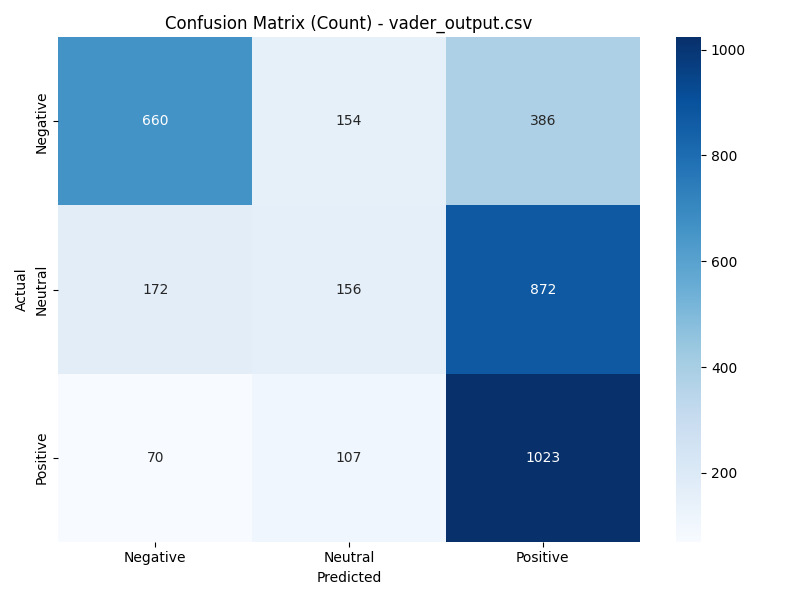 Confusion Matrix (Count) - vader_output.csv
Actual
Negative
660 154 386
Neutral
172 156 872
Positive
70 107 1023
Negative Neutral Positive
Predicted
1000
800
600
400
200